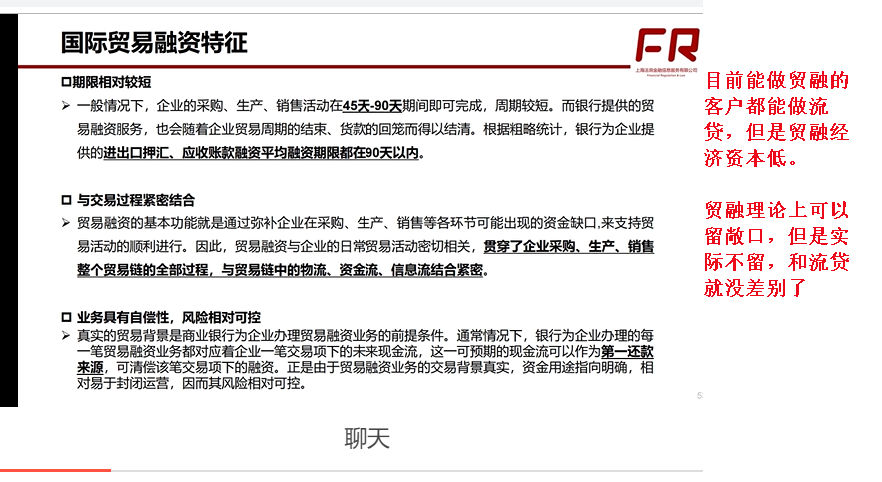 国际贸易融资特征
FR
上海法询金融信息服务有限公司
Financial Regulation & Law
期限相对较短
一般情况下，企业的采购、生产、销售活动在45天-90天期间即可完成，周期较短。而银行提供的贸
易融资服务，也会随着企业贸易周期的结束、货款的回笼而得以结清。根据粗略统计，银行为企业提
供的进出口押汇、应收账款融资平均融资期限都在90天以内。
与交易过程紧密结合
贸易融资的基本功能就是通过弥补企业在采购、生产、销售等各环节可能出现的资金缺口,来支持贸
易活动的顺利进行。因此，贸易融资与企业的日常贸易活动密切相关，贯穿了企业采购、生产、销售
整个贸易链的全部过程，与贸易链中的物流、资金流、信息流结合紧密。
业务具有自偿性，风险相对可控
真实的贸易背景是商业银行为企业办理贸易融资业务的前提条件。通常情况下，银行为企业办理的每
一笔贸易融资业务都对应着企业一笔交易项下的未来现金流，这一可预期的现金流可以作为第一还款
来源，可清偿该笔交易项下的融资。正是由于贸易融资业务的交易背景真实，资金用途指向明确，相
对易于封闭运营，因而其风险相对可控。
5
聊天
目前能做贸融的
客户都能做流
贷，但是贸融经
济资本低。
贸融理论上可以
留敞口，但是实
际不留，和流贷
就没差别了